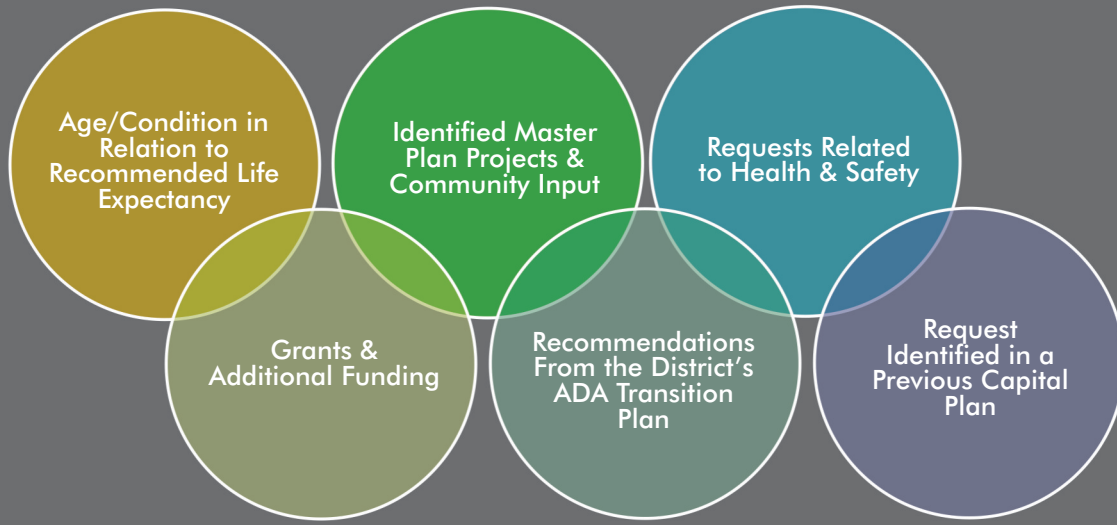 Age/Condition in
Relation to
Recommended Life
Expectancy
Identified Master
Plan Projects &
Community Input
Requests Related
to Health & Safety
Grants &
Additional Funding
Recommendations
From the District’s
ADA Transition
Plan
Request
Identified in a
Previous Capital
Plan